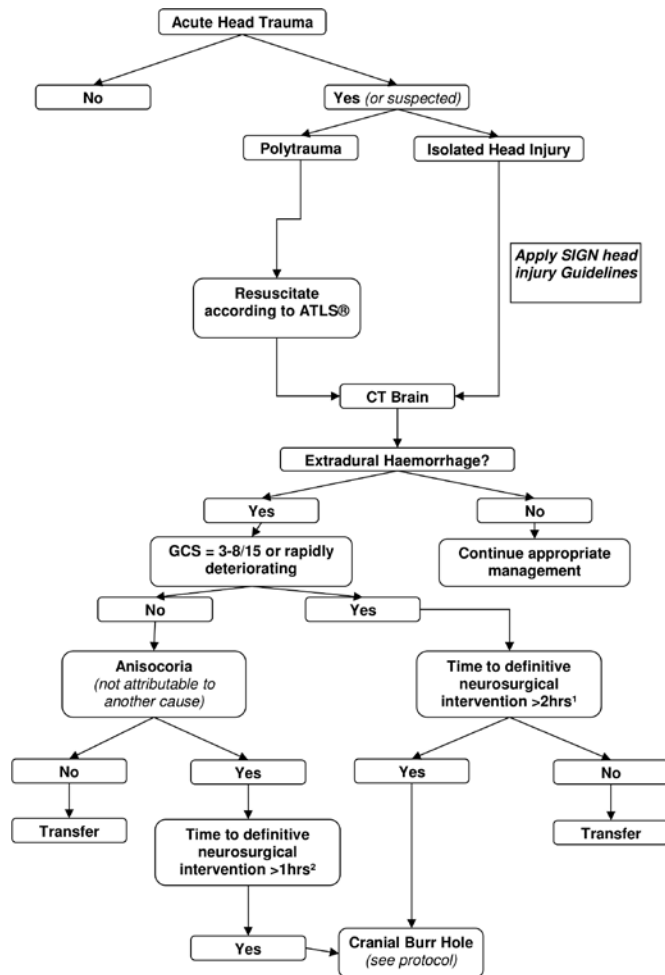 Acute Head Trauma
No
Yes (or suspected)
Polytrauma
Isolated Head Injury
Apply SIGN head
injury Guidelines
Resuscitate
according to ATLS®
CT Brain
Extradural Haemorrhage?
Yes
No
GCS = 3-8/15 or rapidly
deteriorating
Continue appropriate
management
No
Yes
Anisocoria
(not attributable to
another cause)
Time to definitive
neurosurgical
intervention >2hrs¹
No
Yes
Yes
No
Transfer
Time to definitive
neurosurgical
intervention >1hrs²
Transfer
Yes
Cranial Burr Hole
(see protocol)